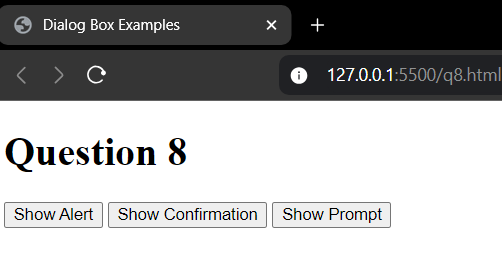 Dialog Box Examples
127.0.0.1:5500/q8.html
Question 8
Show Alert Show Confirmation Show Prompt